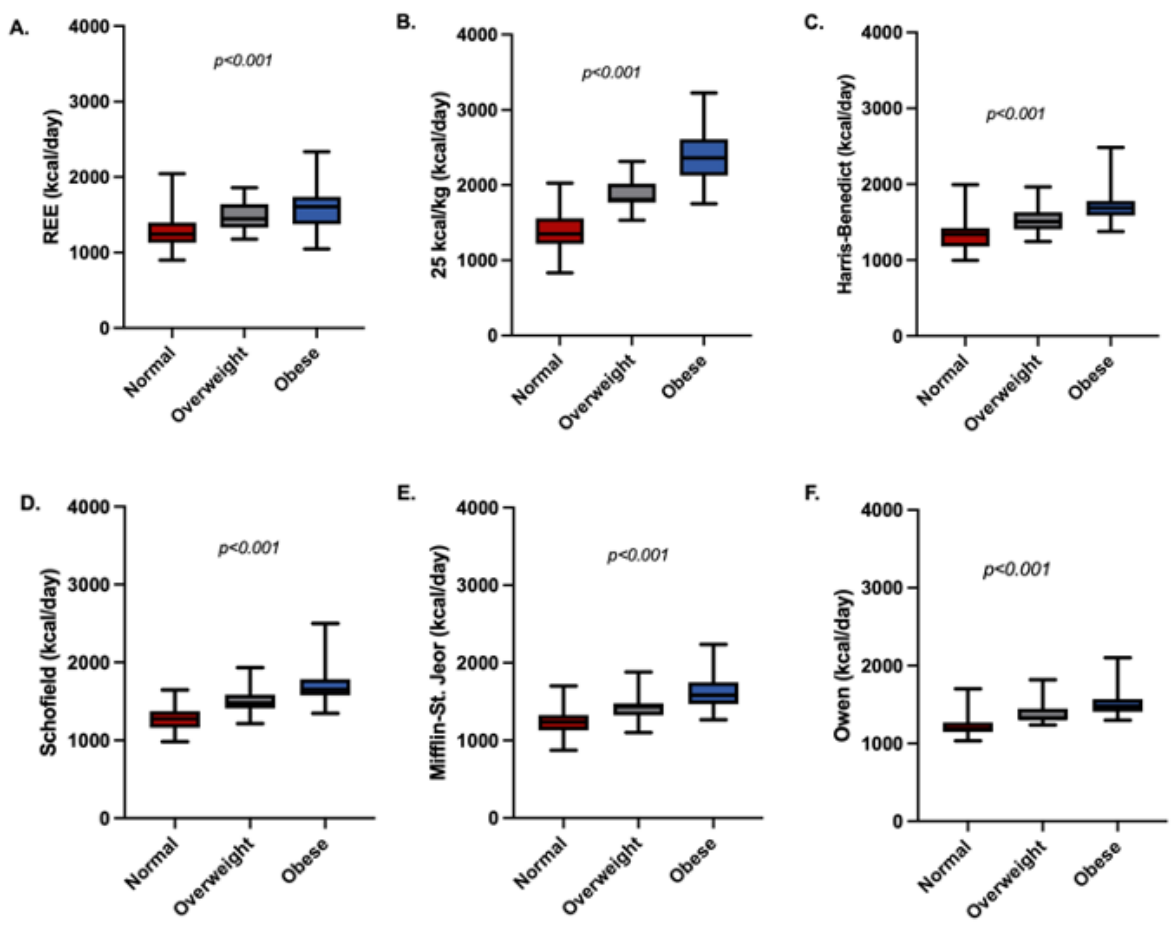 A.
REE (kcal/day)
4000
3000
2000
1000
0
p<0.001
Normal
Overweight
Obese
B.
25 kcal/kg (kcal/day)
4000
3000
2000
1000
0
p<0.001
Normal
Overweight
Obese
C.
Harris-Benedict (kcal/day)
4000
3000
2000
1000
0
p<0.001
Normal
Overweight
Obese
D.
Schofield (kcal/day)
4000
3000
2000
1000
0
p<0.001
Normal
Overweight
Obese
E.
Mifflin-St. Jeor (kcal/day)
4000
3000
2000
1000
0
p<0.001
Normal
Overweight
Obese
F.
Owen (kcal/day)
4000
3000
2000
1000
0
p<0.001
Normal
Overweight
Obese